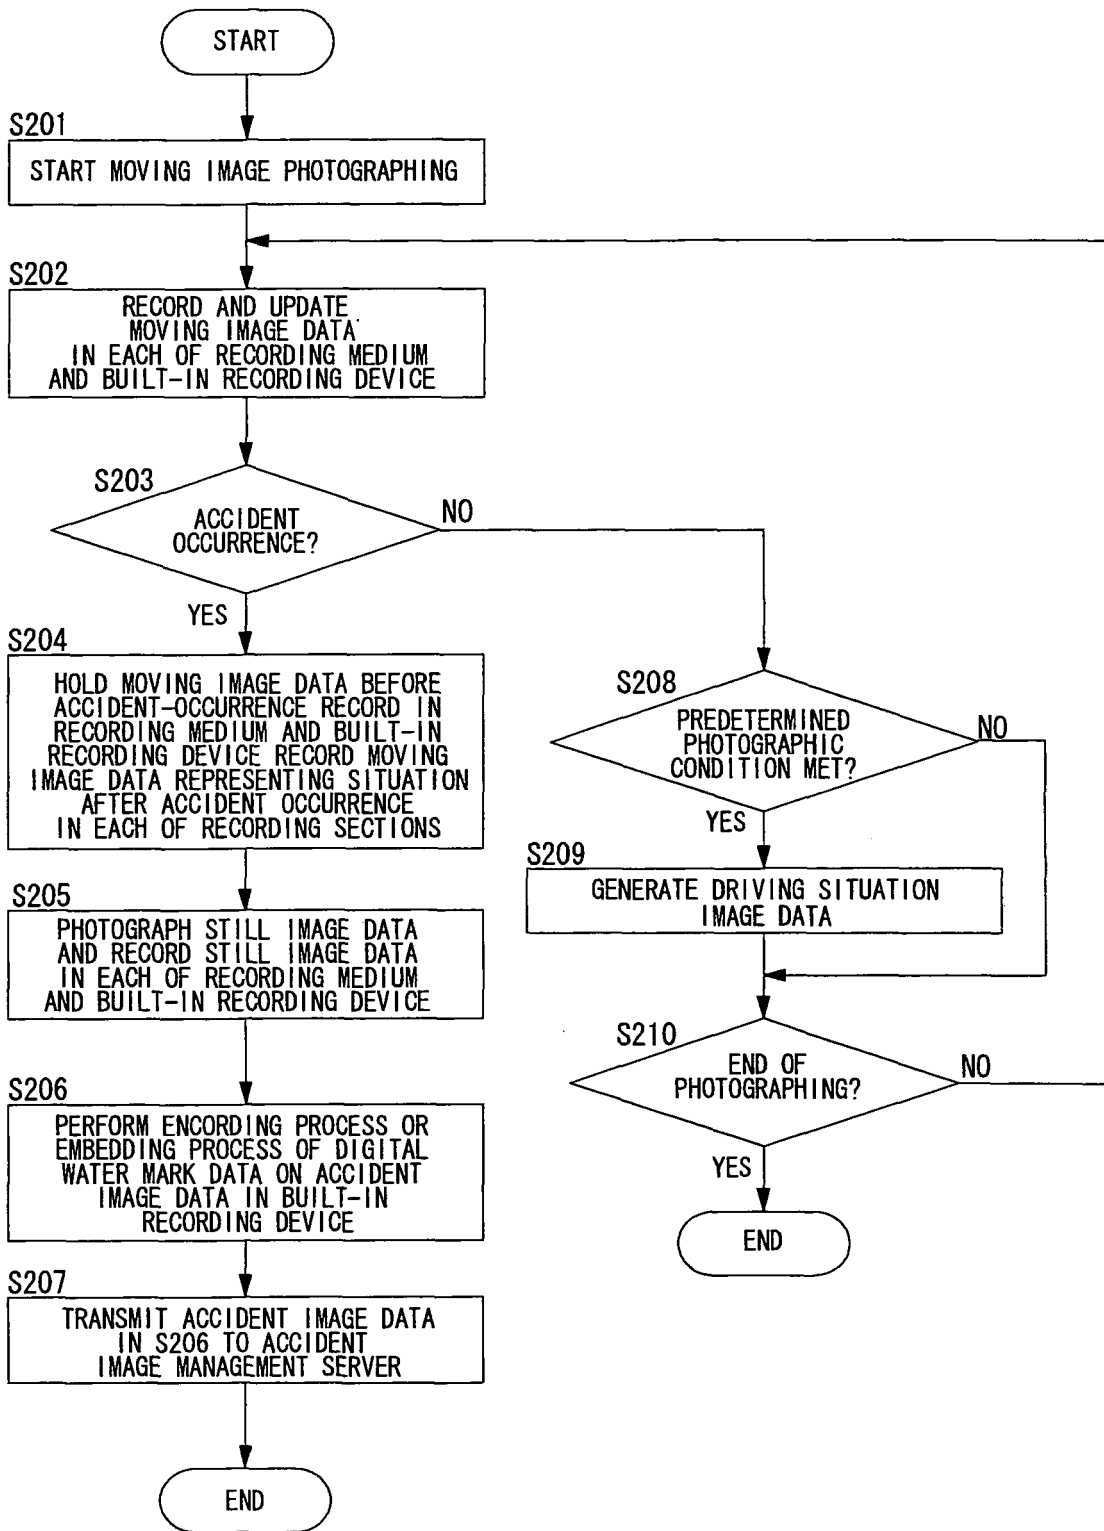 START
S201
START MOVING IMAGE PHOTOGRAPHING
S202
RECORD AND UPDATE
MOVING IMAGE DATA
IN EACH OF RECORDING MEDIUM
AND BUILT-IN RECORDING DEVICE
S203
ACCIDENT
OCCURRENCE?
NO
YES
S204
HOLD MOVING IMAGE DATA BEFORE
ACCIDENT-OCCURRENCE RECORD IN
RECORDING MEDIUM AND BUILT-IN
RECORDING DEVICE RECORD MOVING
IMAGE DATA REPRESENTING SITUATION
AFTER ACCIDENT OCCURRENCE
IN EACH OF RECORDING SECTIONS
S205
PHOTOGRAPH STILL IMAGE DATA
AND RECORD STILL IMAGE DATA
IN EACH OF RECORDING MEDIUM
AND BUILT-IN RECORDING DEVICE
S206
PERFORM ENCORDING PROCESS OR
EMBEDDING PROCESS OF DIGITAL
WATER MARK DATA ON ACCIDENT
IMAGE DATA IN BUILT-IN
RECORDING DEVICE
S207
TRANSMIT ACCIDENT IMAGE DATA
IN S206 TO ACCIDENT
IMAGE MANAGEMENT SERVER
END
S208
PREDETERMINED
PHOTOGRAPHIC
CONDITION MET?
NO
YES
S209
GENERATE DRIVING SITUATION
IMAGE DATA
S210
END OF
PHOTOGRAPHING?
NO
YES
END